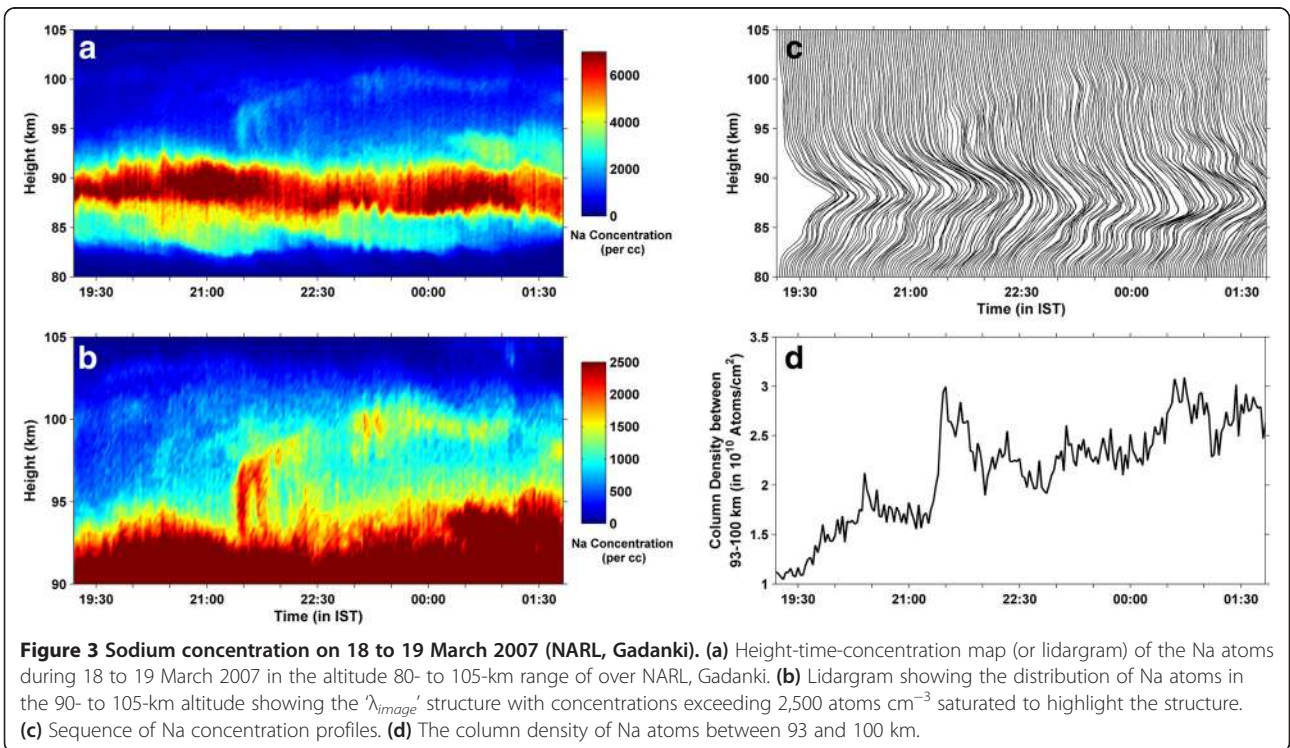 a
105
100
95
90
85
80
Height (km)
19:30 21:00 22:30 00:00 01:30
6000
4000
2000
0
Na Concentration
(per cc)
c
105
100
95
90
85
80
Height (km)
19:30 21:00 22:30 00:00 01:30
Time (in IST)
b
105
100
95
90
Height (km)
19:30 21:00 22:30 00:00 01:30
Time (in IST)
2500
2000
1500
1000
500
0
Na Concentration
(per cc)
d
3.5
3
2.5
2
1.5
1
Column Density between
93-100 km (in 10¹⁰ Atoms/cm²)
19:30 21:00 22:30 00:00 01:30
Time (in IST)
Figure 3 Sodium concentration on 18 to 19 March 2007 (NARL, Gadanki). (a) Height-time-concentration map (or lidargram) of the Na atoms
during 18 to 19 March 2007 in the altitude 80- to 105-km range of over NARL, Gadanki. (b) Lidargram showing the distribution of Na atoms in
the 90- to 105-km altitude showing the 'λimage' structure with concentrations exceeding 2,500 atoms cm⁻³ saturated to highlight the structure.
(c) Sequence of Na concentration profiles. (d) The column density of Na atoms between 93 and 100 km.